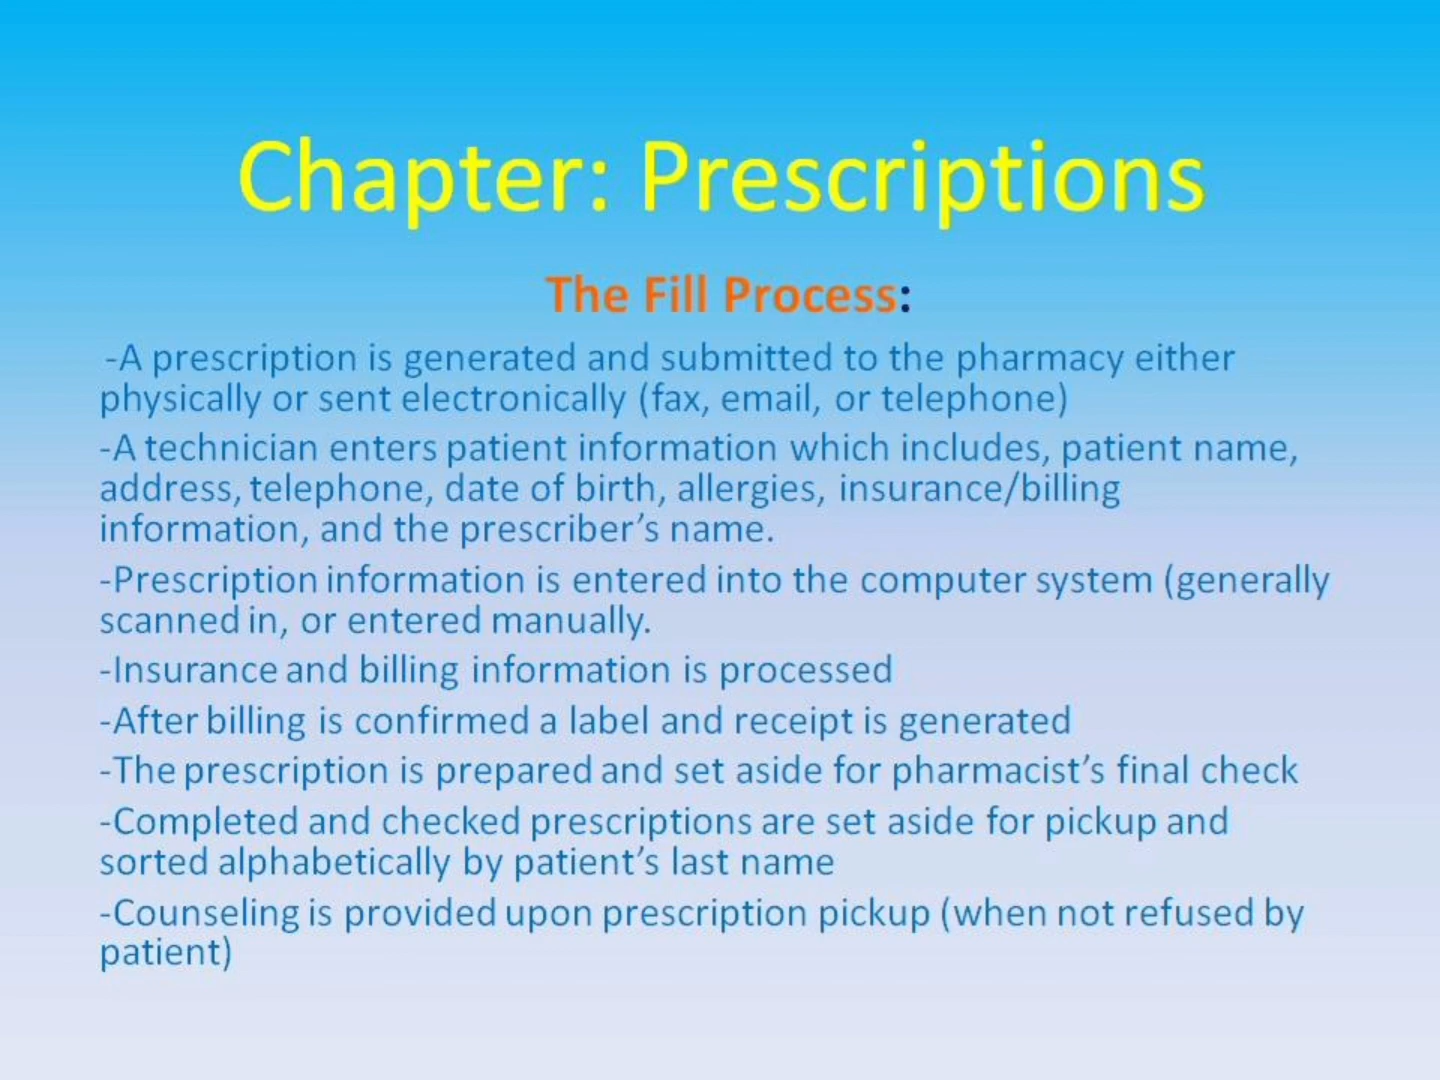 Chapter: Prescriptions
The Fill Process:
-A prescription is generated and submitted to the pharmacy either
physically or sent electronically (fax, email, or telephone)
-A technician enters patient information which includes, patient name,
address, telephone, date of birth, allergies, insurance/billing
information, and the prescriber’s name.
-Prescription information is entered into the computer system (generally
scanned in, or entered manually.
-Insurance and billing information is processed
-After billing is confirmed a label and receipt is generated
-The prescription is prepared and set aside for pharmacist’s final check
-Completed and checked prescriptions are set aside for pickup and
sorted alphabetically by patient’s last name
-Counseling is provided upon prescription pickup (when not refused by
patient)